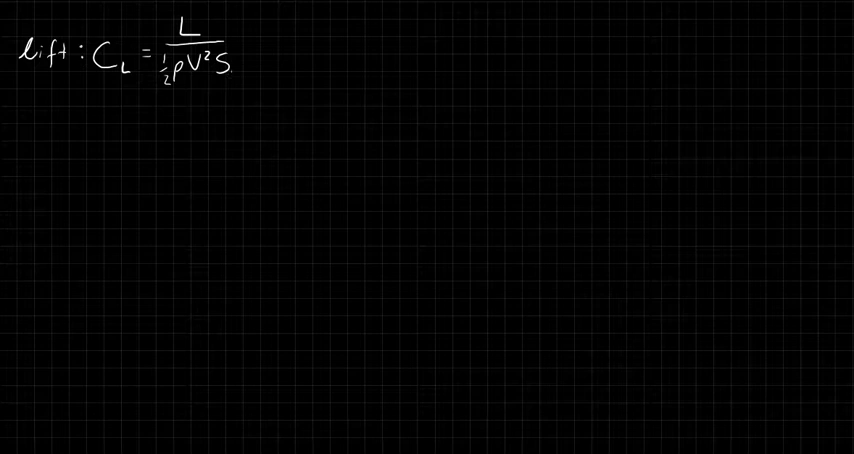 lift: C_L = L / (½ρV²S)